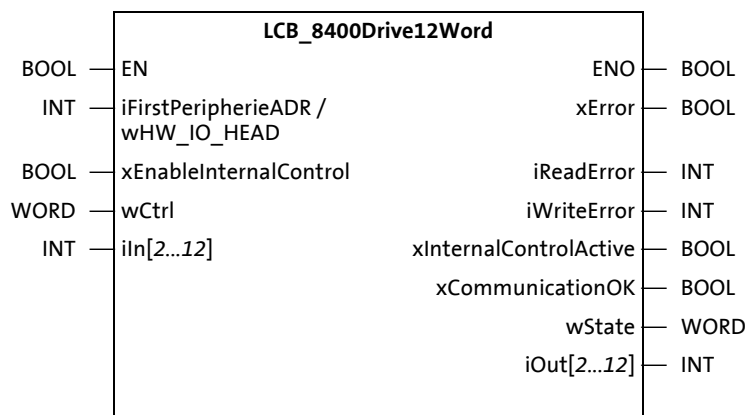 LCB_8400Drive12Word
BOOL EN ENO BOOL
INT iFirstPeripherieADR / xError BOOL
wHW_IO_HEAD
BOOL xEnableInternalControl iReadError INT
WORD wCtrl iWriteError INT
INT iIn[2...12] xInternalControlActive BOOL
xCommunicationOK BOOL
wState WORD
iOut[2...12] INT